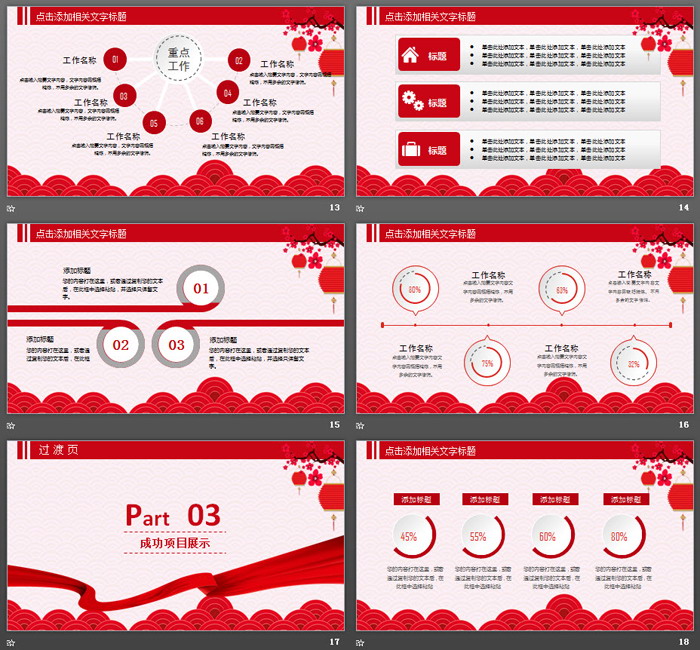 点击添加相关文字标题
重点
工作
01
02
03
04
05
06
工作名称
点击输入简要文字内容，文字内容需概括
精炼，不用多余的文字修饰。
工作名称
点击输入简要文字内容，文字内容需概括
精炼，不用多余的文字修饰。
工作名称
点击输入简要文字内容，文字内容需概括
精炼，不用多余的文字修饰。
工作名称
点击输入简要文字内容，文字内容需概括
精炼，不用多余的文字修饰。
工作名称
点击输入简要文字内容，文字内容需概括
精炼，不用多余的文字修饰。
工作名称
点击输入简要文字内容，文字内容需概括
精炼，不用多余的文字修饰。
13
点击添加相关文字标题
标题
单击此处添加文本，单击此处添加文本，单击此处添加文本
单击此处添加文本，单击此处添加文本，单击此处添加文本
单击此处添加文本，单击此处添加文本，单击此处添加文本
标题
单击此处添加文本，单击此处添加文本，单击此处添加文本
单击此处添加文本，单击此处添加文本，单击此处添加文本
单击此处添加文本，单击此处添加文本，单击此处添加文本
标题
单击此处添加文本，单击此处添加文本，单击此处添加文本
单击此处添加文本，单击此处添加文本，单击此处添加文本
单击此处添加文本，单击此处添加文本，单击此处添加文本
14
点击添加相关文字标题
添加标题
您的内容打在这里，或者通过复制您的文本
后，在此框中选择粘贴，并选择只保留文
字。
01
添加标题
您的内容打在这里，或者通
过复制您的文本后，在此框
02
03
添加标题
您的内容打在这里，或者通过复制您的文本
后，在此框中选择粘贴，并选择只保留文
字。
15
点击添加相关文字标题
80%
工作名称
点击输入简要文字内容文
字内容需概括精炼，不用
多余的文字修饰。
63%
工作名称
点击输入简要文字内容文
字内容需概括精炼，不用
多余的文字修饰。
工作名称
点击输入简要文字内容文
字内容需概括精炼，不用
多余的文字修饰。
75%
工作名称
点击输入简要文字内容文
字内容需概括精炼，不用
多余的文字修饰。
82%
16
过渡页
Part 03
成功项目展示
17
点击添加相关文字标题
添加标题
添加标题
添加标题
添加标题
45%
55%
60%
80%
您的内容打在这里，或者
通过复制您的文本后，在
此框中选择粘贴
您的内容打在这里，或者
通过复制您的文本后，在
此框中选择粘贴
您的内容打在这里，或者
通过复制您的文本后，在
此框中选择粘贴
您的内容打在这里，或者
通过复制您的文本后，在
此框中选择粘贴
18